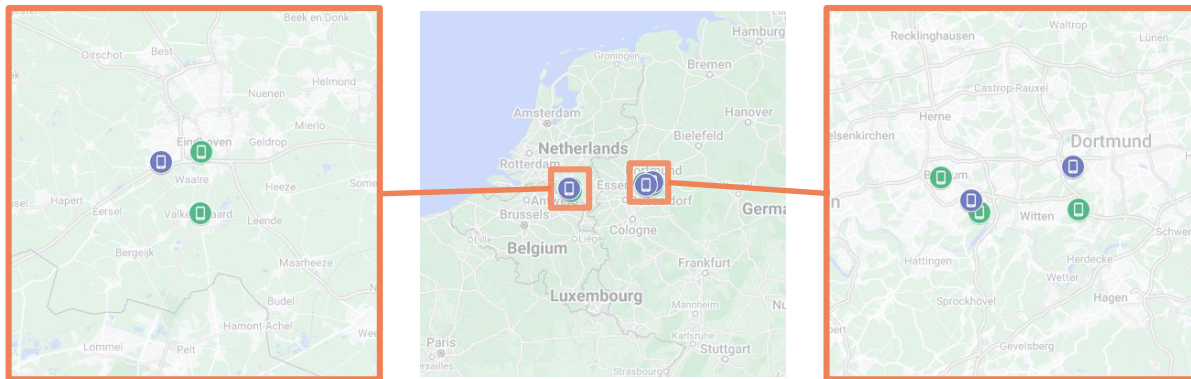 Beek en Donk
Oirschot
Best
Helmond
Nuenen
Mierlo
Eindhoven
Geldrop
Waalre
Heeze
Hapert
Eersel
Leende
Bergeijk
Maarheeze
Budel
Hamont-Achel
Lommel
Pelt
Hamburg
Groningen
Bremen
Amsterdam
Hanover
Netherlands
Bielefeld
Rotterdam
Brussels
Cologne
Lille
Liège
Belgium
Frankfurt
Luxembourg
Mannheim
Paris
Karlsruhe
Stuttgart
Strasbourg
Waltrop
Recklinghausen
Lünen
Castrop-Rauxel
Herne
Dortmund
Witten
Hattingen
Herdecke
Wetter
Hagen
Sprockhövel
Gevelsberg